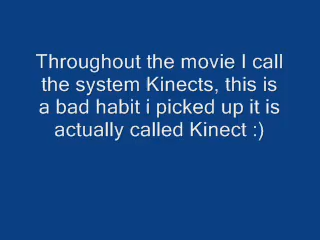 Throughout the movie I call
the system Kinects, this is
a bad habit i picked up it is
actually called Kinect :)